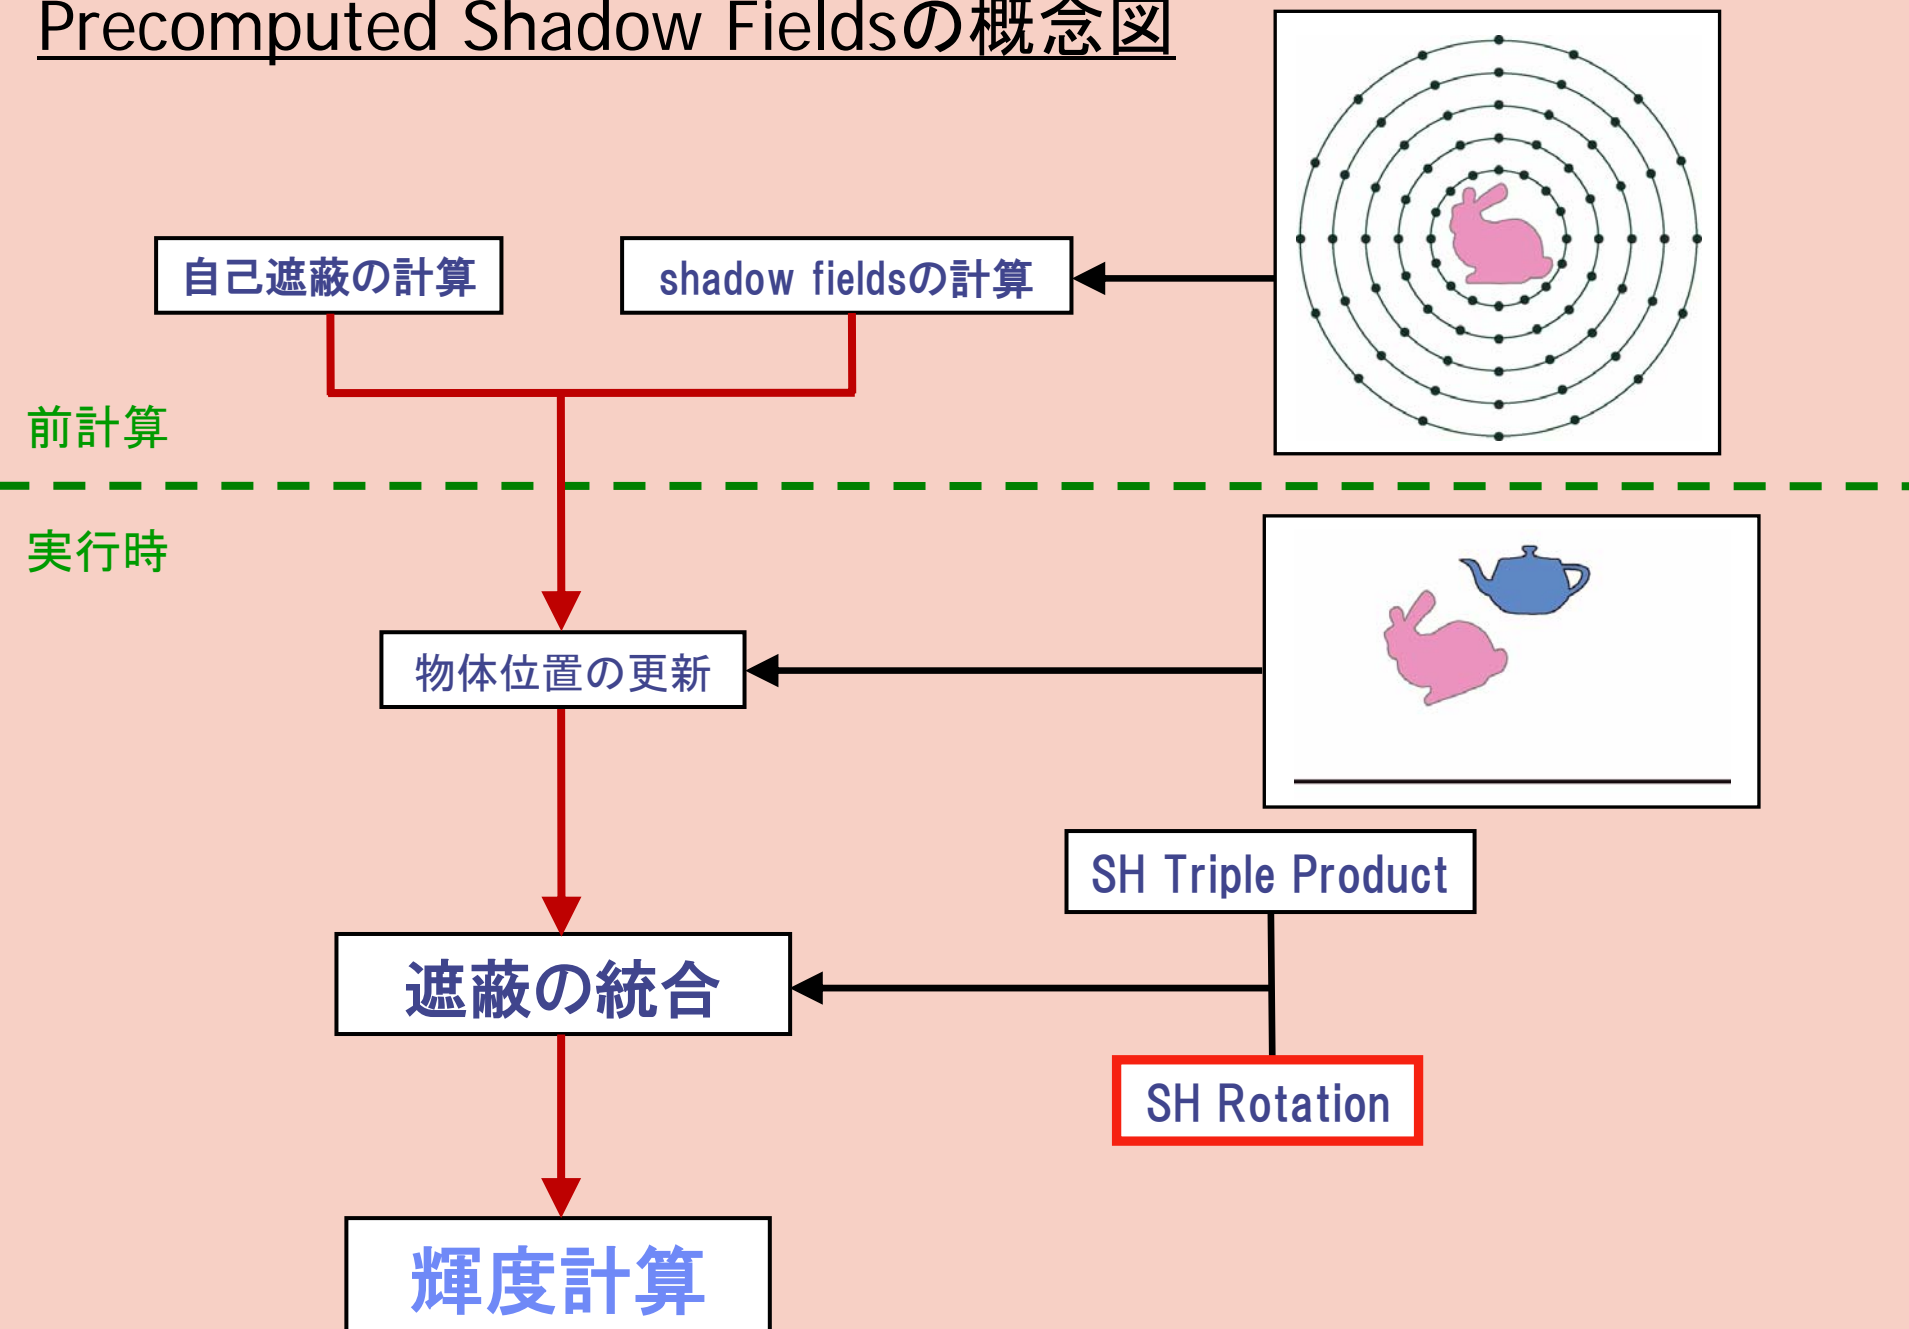 Precomputed Shadow Fieldsの概念図
自己遮蔽の計算
shadow fieldsの計算
前計算
実行時
物体位置の更新
SH Triple Product
遮蔽の統合
SH Rotation
輝度計算